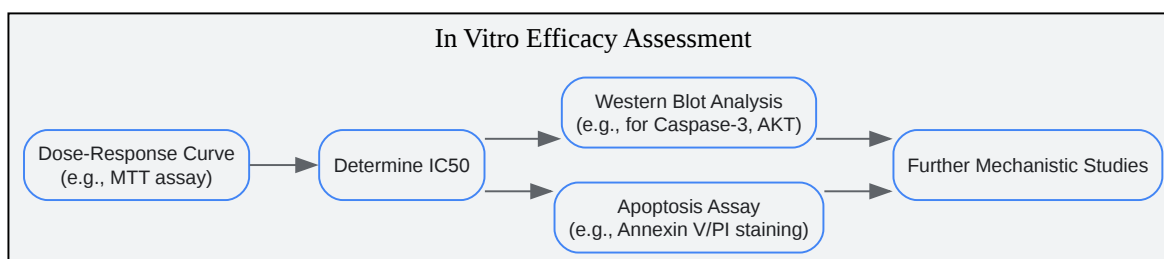 In Vitro Efficacy Assessment
Dose-Response Curve
(e.g., MTT assay)
Determine IC50
Western Blot Analysis
(e.g., for Caspase-3, AKT)
Apoptosis Assay
(e.g., Annexin V/PI staining)
Further Mechanistic Studies